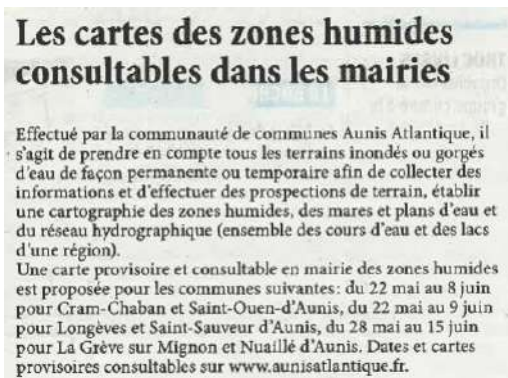 Les cartes des zones humides
consultables dans les mairies
Effectué par la communauté de communes Aunis Atlantique, il
s'agit de prendre en compte tous les terrains inondés ou gorgés
d'eau de façon permanente ou temporaire afin de collecter des
informations et d'effectuer des prospections de terrain, établir
une cartographie des zones humides, des mares et plans d'eau et
du réseau hydrographique (ensemble des cours d'eau et des lacs
d'une région).
Une carte provisoire et consultable en mairie des zones humides
est proposée pour les communes suivantes: du 22 mai au 8 juin
pour Cram-Chaban et Saint-Ouen-d'Aunis, du 22 mai au 9 juin
pour Longèves et Saint-Sauveur d'Aunis, du 28 mai au 15 juin
pour La Grève sur Mignon et Nuaillé d'Aunis. Dates et cartes
provisoires consultables sur www.aunisatlantique.fr.